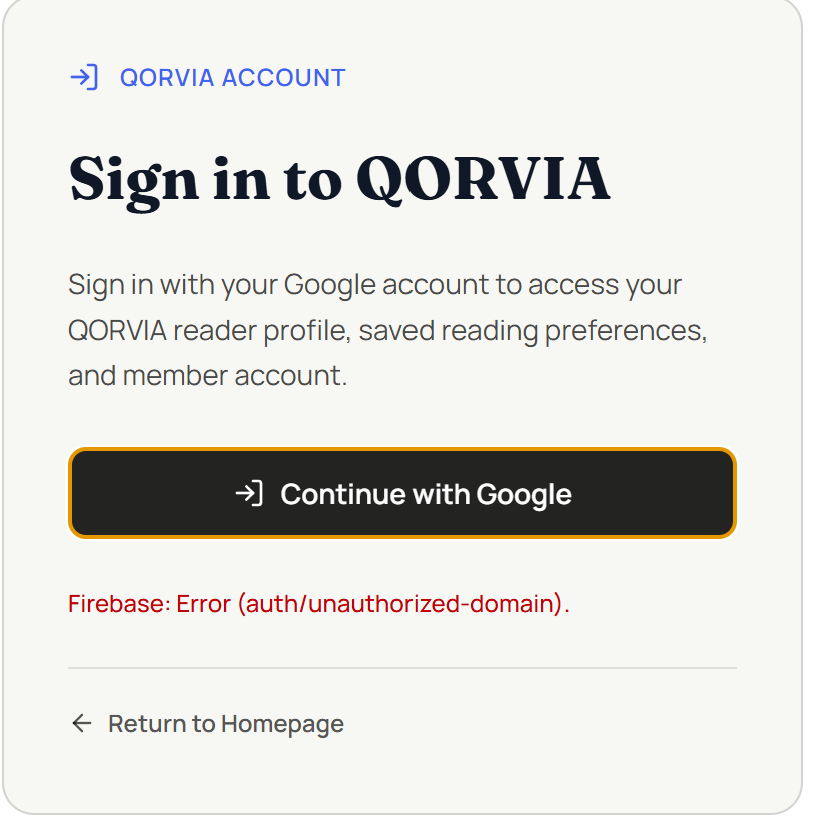 QORVIA ACCOUNT
Sign in to QORVIA
Sign in with your Google account to access your
QORVIA reader profile, saved reading preferences,
and member account.
Continue with Google
Firebase: Error (auth/unauthorized-domain).
Return to Homepage